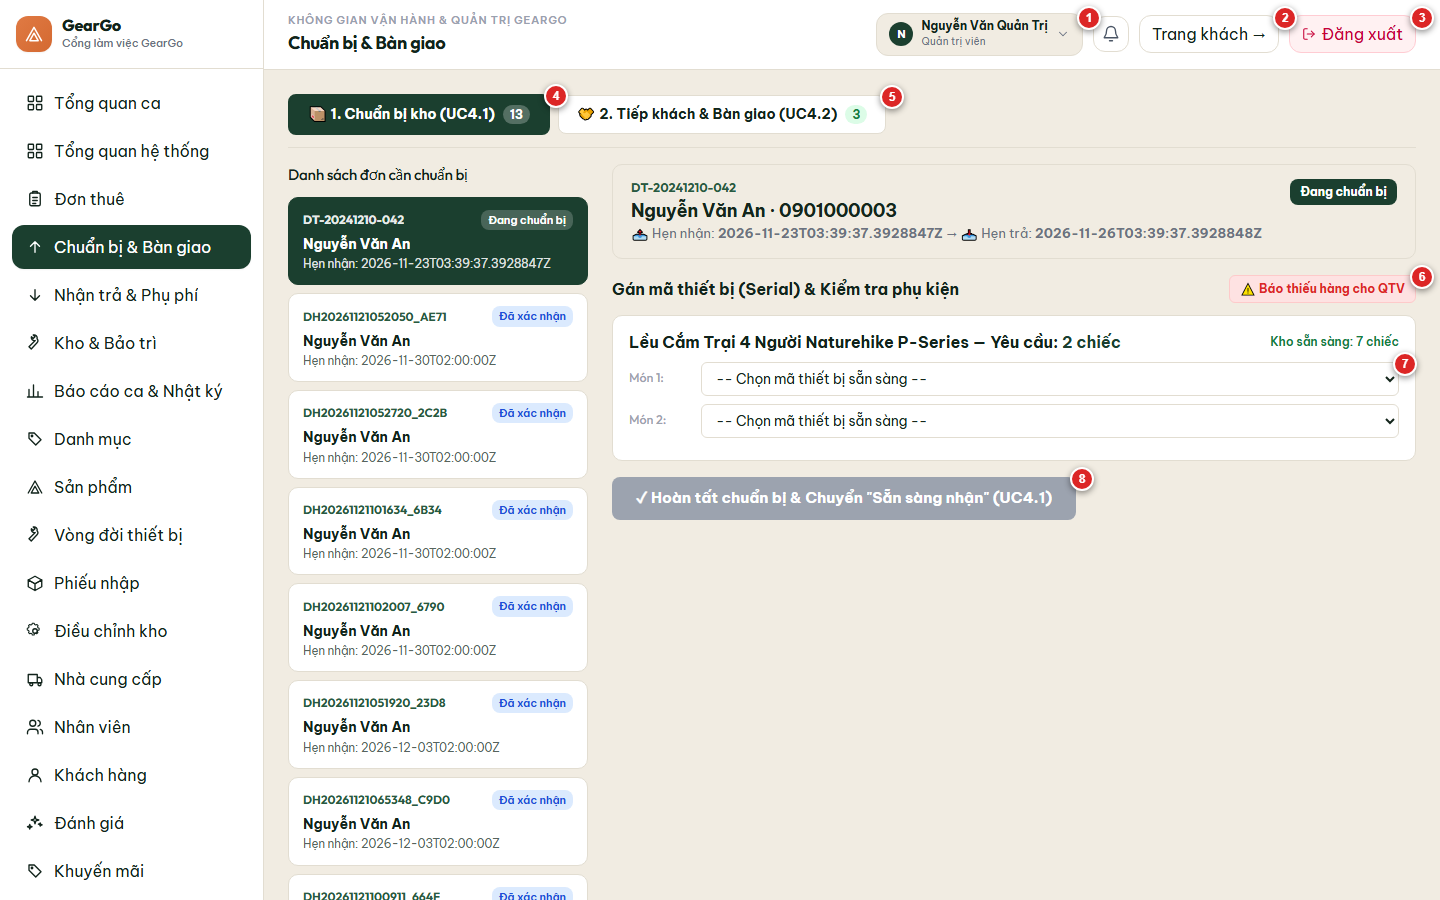 GearGo
Cổng làm việc GearGo
Tổng quan ca
Tổng quan hệ thống
Đơn thuê
Chuẩn bị & Bàn giao
Nhận trả & Phụ phí
Kho & Bảo trì
Báo cáo ca & Nhật ký
Danh mục
Sản phẩm
Vòng đời thiết bị
Phiếu nhập
Điều chỉnh kho
Nhà cung cấp
Nhân viên
Khách hàng
Đánh giá
Khuyến mãi
KHÔNG GIAN VẬN HÀNH & QUẢN TRỊ GEARGO
Chuẩn bị & Bàn giao
N
Nguyễn Văn Quản Trị
Quản trị viên
1
Trang khách →
2
Đăng xuất
3
1. Chuẩn bị kho (UC4.1) 13
4
2. Tiếp khách & Bàn giao (UC4.2) 3
5
Danh sách đơn cần chuẩn bị
DT-20241210-042 Đang chuẩn bị
Nguyễn Văn An
Hẹn nhận: 2026-11-23T03:39:37.3928847Z
DH20261121052050_AE71 Đã xác nhận
Nguyễn Văn An
Hẹn nhận: 2026-11-30T02:00:00Z
DH20261121052720_2C2B Đã xác nhận
Nguyễn Văn An
Hẹn nhận: 2026-11-30T02:00:00Z
DH20261121101634_6B34 Đã xác nhận
Nguyễn Văn An
Hẹn nhận: 2026-11-30T02:00:00Z
DH20261121102007_6790 Đã xác nhận
Nguyễn Văn An
Hẹn nhận: 2026-11-30T02:00:00Z
DH20261121051920_23D8 Đã xác nhận
Nguyễn Văn An
Hẹn nhận: 2026-12-03T02:00:00Z
DH20261121065348_C9D0 Đã xác nhận
Nguyễn Văn An
Hẹn nhận: 2026-12-03T02:00:00Z
DH20261121100911_664F Đã xác nhận
DT-20241210-042
Đang chuẩn bị
Nguyễn Văn An · 0901000003
Hẹn nhận: 2026-11-23T03:39:37.3928847Z → Hẹn trả: 2026-11-26T03:39:37.3928848Z
Gán mã thiết bị (Serial) & Kiểm tra phụ kiện
Báo thiếu hàng cho QTV
6
Lều Cắm Trại 4 Người Naturehike P-Series — Yêu cầu: 2 chiếc
Kho sẵn sàng: 7 chiếc
7
Món 1: -- Chọn mã thiết bị sẵn sàng --
Món 2: -- Chọn mã thiết bị sẵn sàng --
✓ Hoàn tất chuẩn bị & Chuyển "Sẵn sàng nhận" (UC4.1)
8